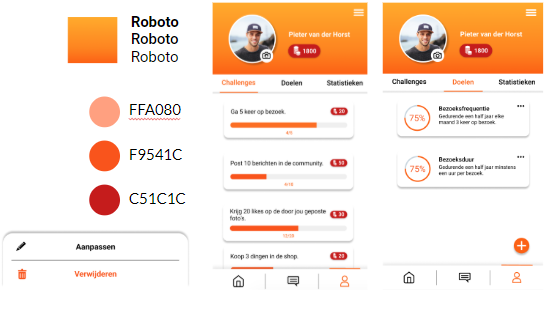 Roboto
Roboto
Roboto
FFA080
F9541C
C51C1C
Aanpassen
Verwijderen
Pieter van der Horst
1800
Challenges
Doelen
Statistieken
Ga 5 keer op bezoek.
20
4/5
Post 10 berichten in de community.
50
4/10
Krijg 20 likes op de door jou geposte
foto's.
30
12/20
Koop 3 dingen in de shop.
20
Pieter van der Horst
1800
Challenges
Doelen
Statistieken
75%
Bezoeksfrequentie
Gedurende een half jaar elke
maand 3 keer op bezoek.
75%
Bezoeksduur
Gedurende een half jaar minstens
een uur per bezoek.